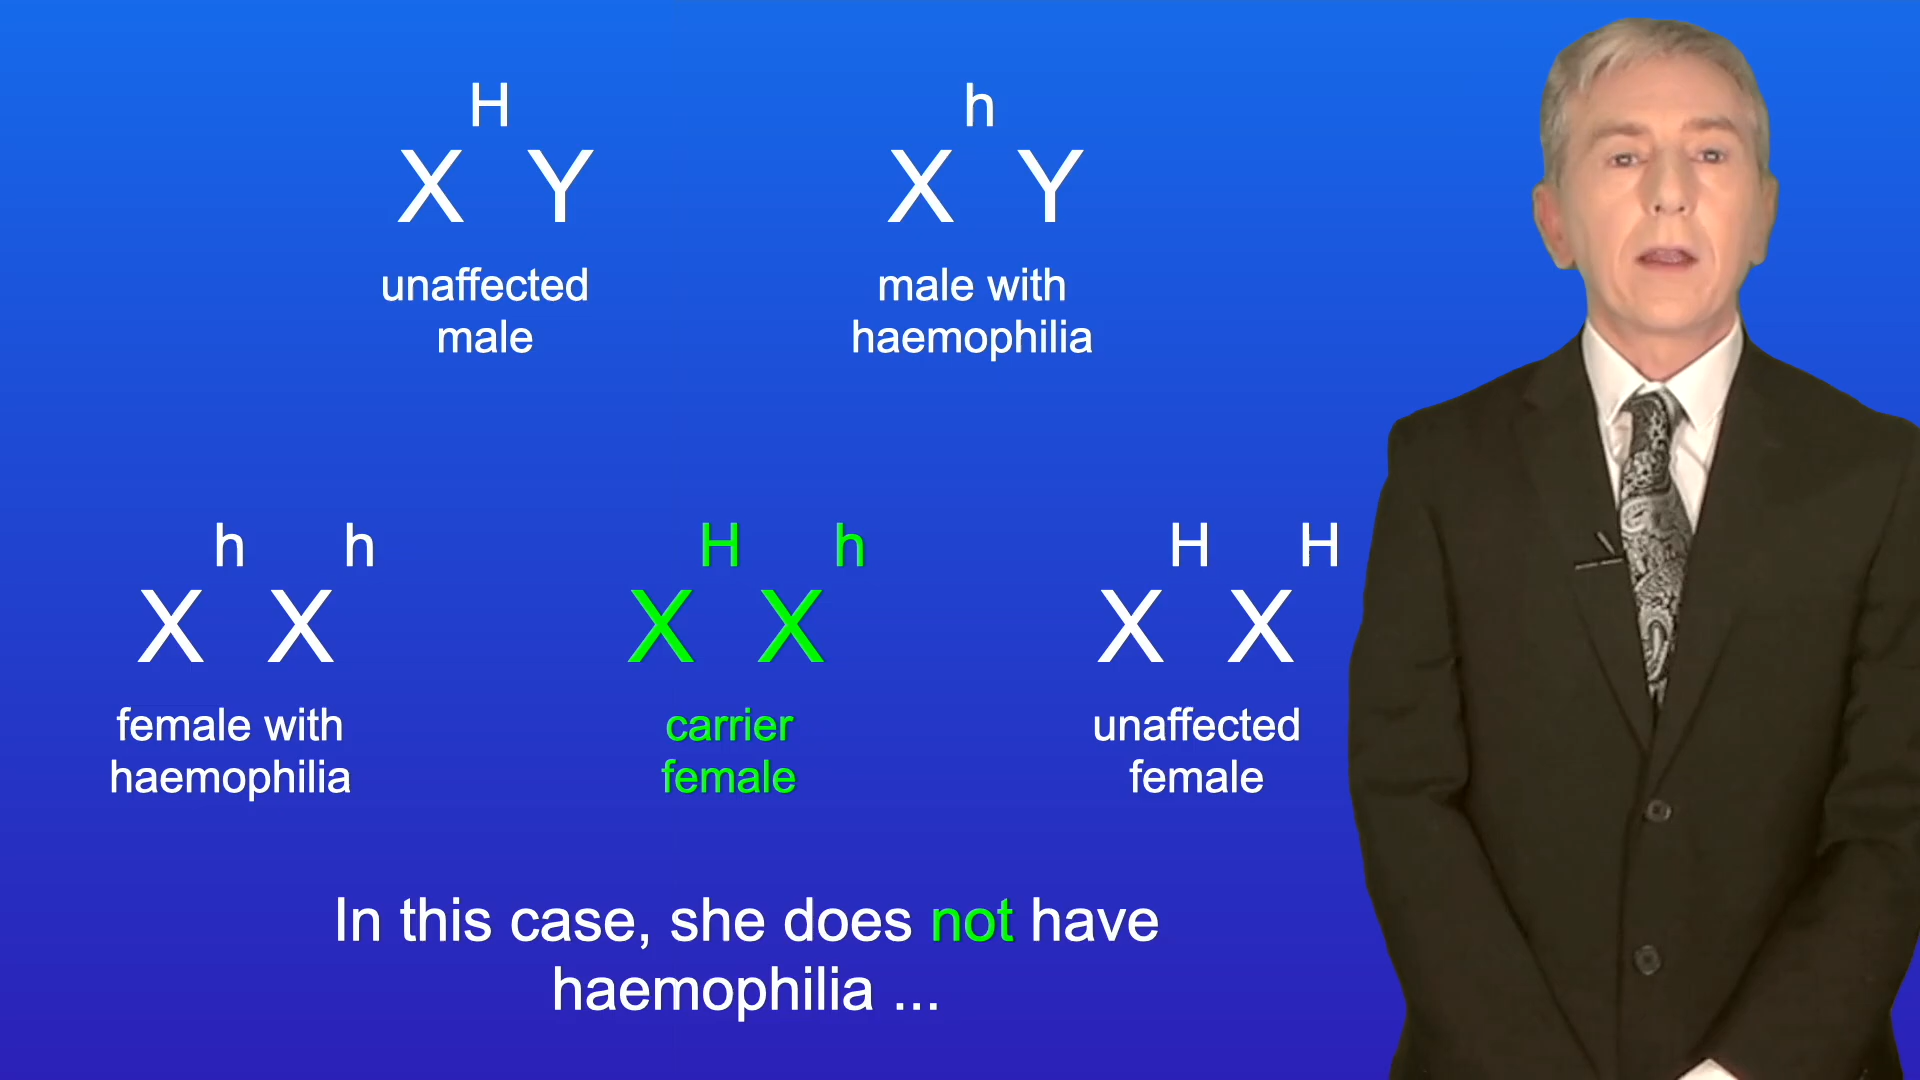 H h
X Y X Y
unaffected male with
male haemophilia
h h H h H H
X X X X X X
female with carrier unaffected
haemophilia female female
In this case, she does not have
haemophilia ...